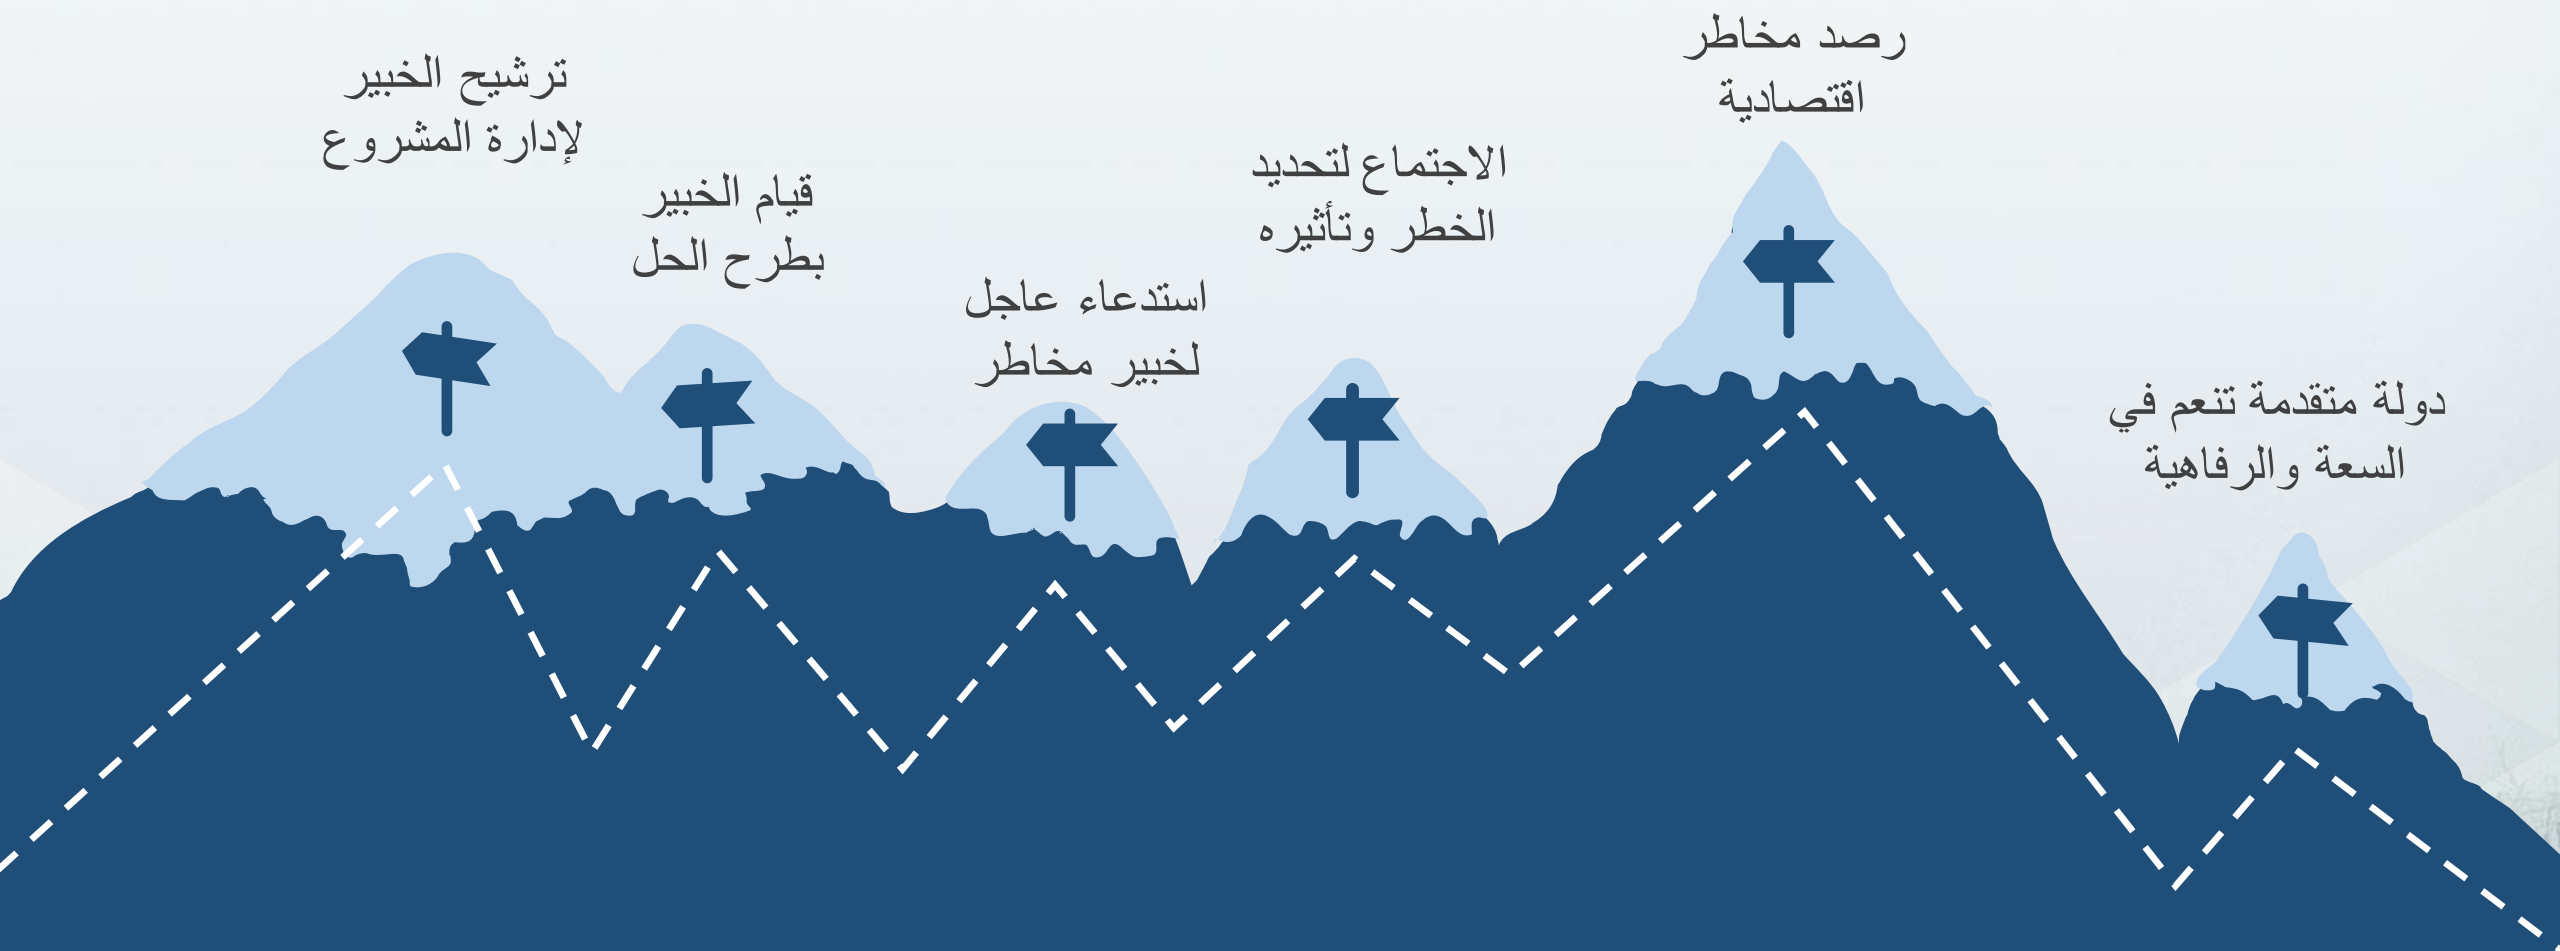 دولة متقدمة تنعم في
السعة والرفاهية
رصد مخاطر
اقتصادية
الاجتماع لتحديد
الخطر وتأثيره
استدعاء عاجل
لخبير مخاطر
قيام الخبير
بطرح الحل
ترشيح الخبير
لإدارة المشروع